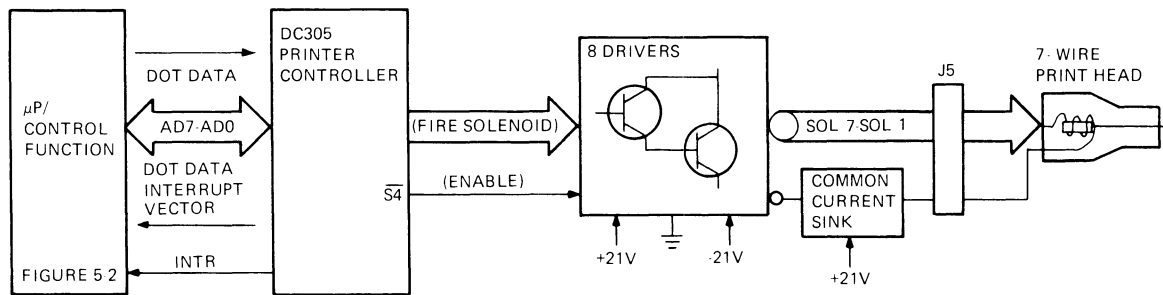 μP/
CONTROL
FUNCTION
FIGURE 5-2
DOT DATA
AD7-AD0
DOT DATA
INTERRUPT
VECTOR
INTR
DC305
PRINTER
CONTROLLER
S4
(FIRE SOLENOID)
(ENABLE)
8 DRIVERS
+21V
-21V
SOL 7-SOL 1
COMMON
CURRENT
SINK
+21V
J5
7-WIRE
PRINT HEAD